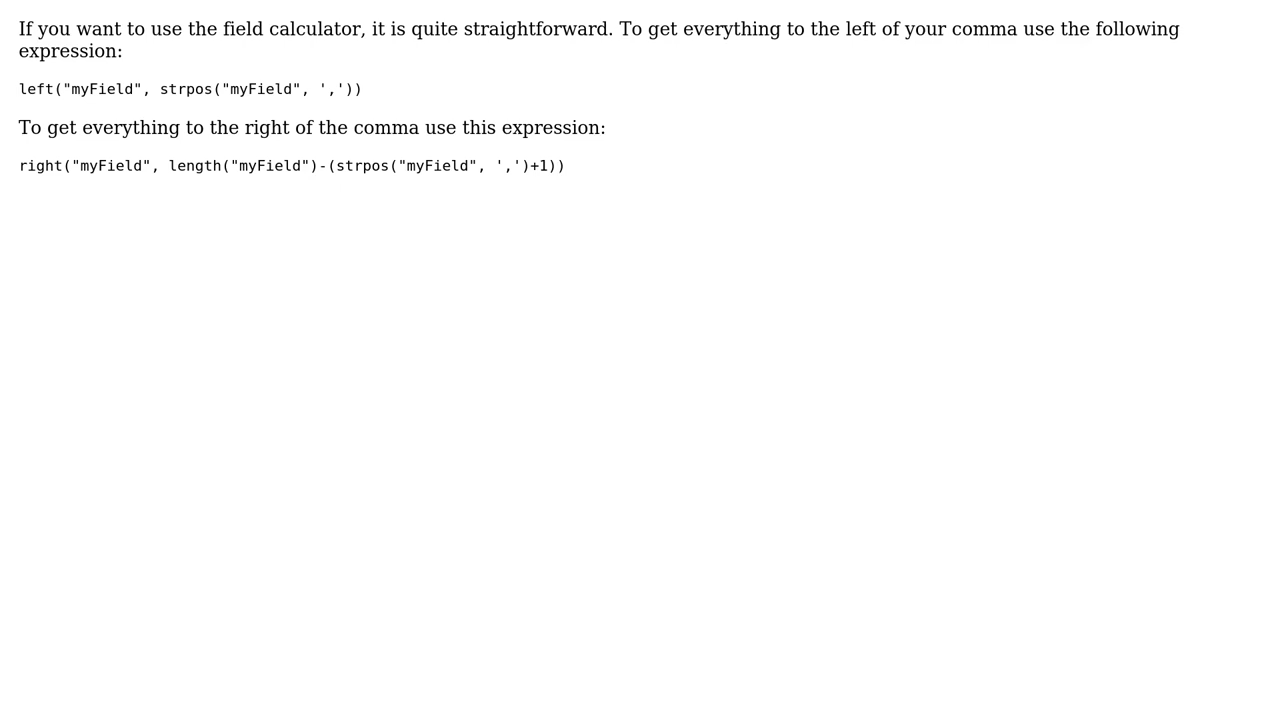 If you want to use the field calculator, it is quite straightforward. To get everything to the left of your comma use the following
expression:
left("myField", strpos("myField", ','))
To get everything to the right of the comma use this expression:
right("myField", length("myField")-(strpos("myField", ',')+1))